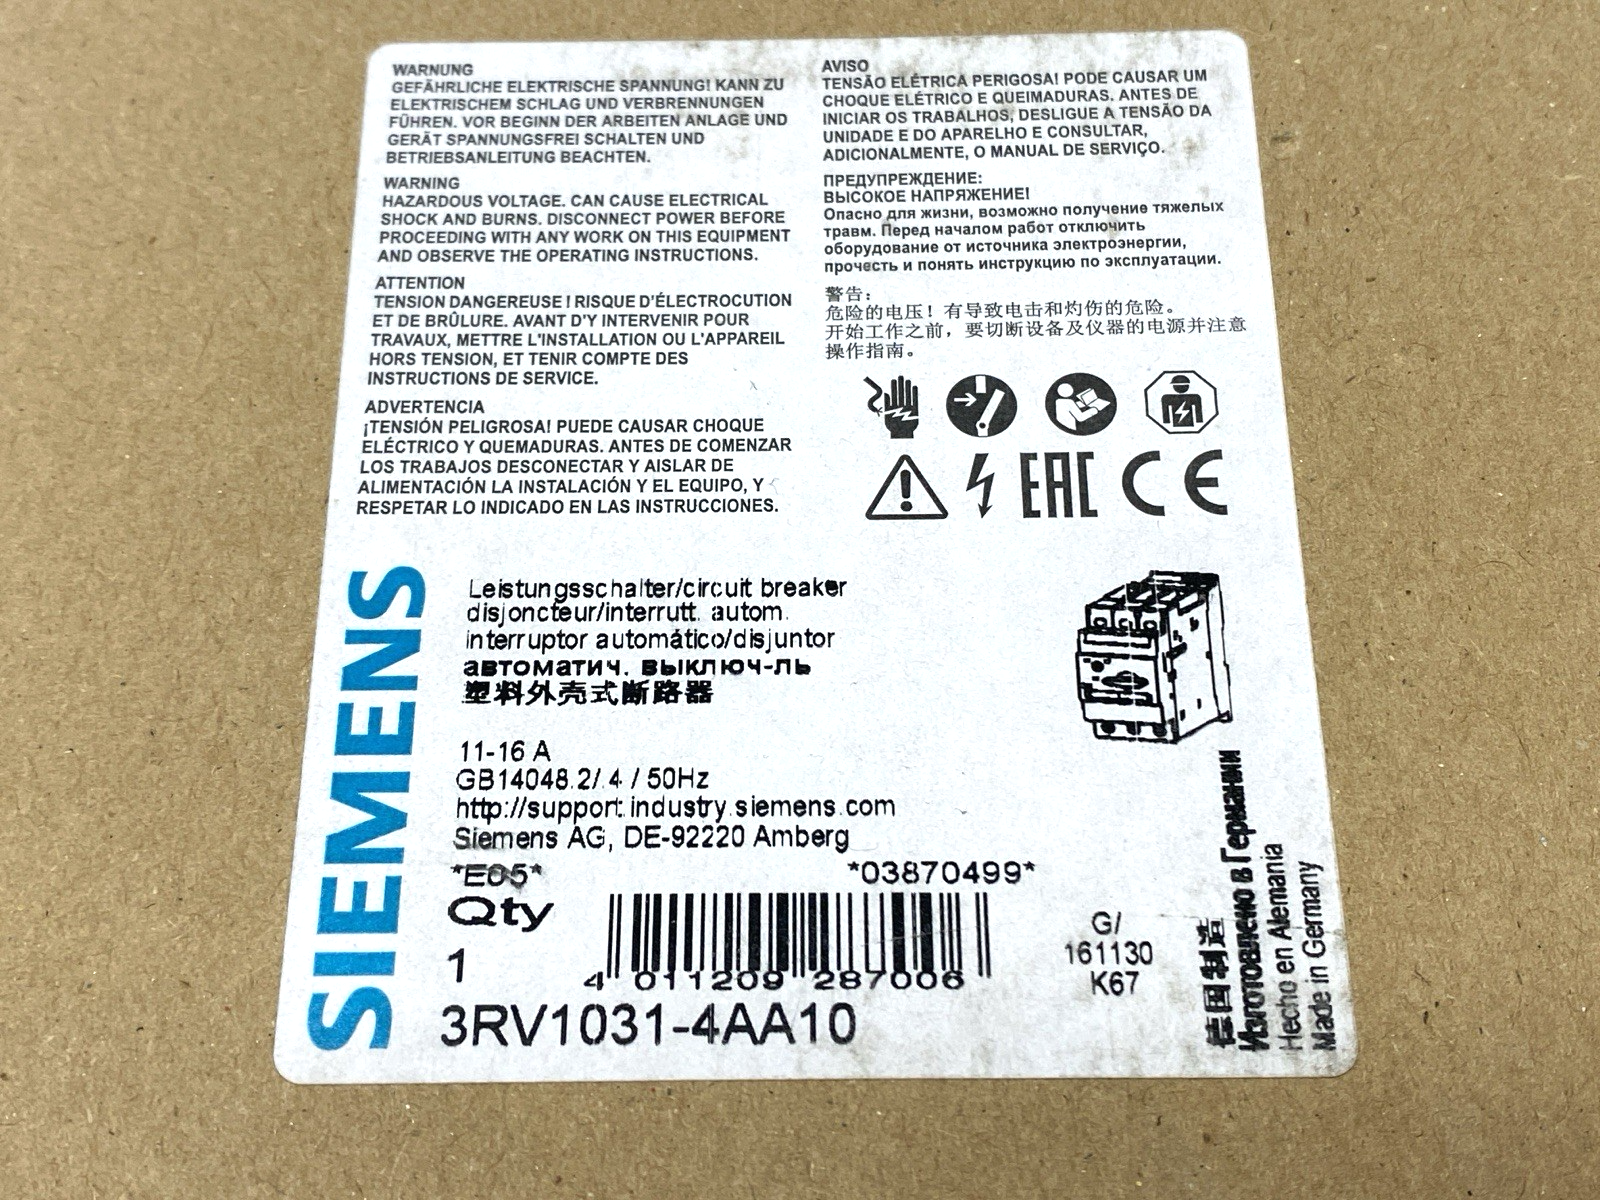 WARNUNG
GEFÄHRLICHE ELEKTRISCHE SPANNUNG! KANN ZU
ELEKTRISCHEM SCHLAG UND VERBRENNUNGEN
FÜHREN. VOR BEGINN DER ARBEITEN ANLAGE UND
GERÄT SPANNUNGSFREI SCHALTEN UND
BETRIEBSANLEITUNG BEACHTEN.
WARNING
HAZARDOUS VOLTAGE. CAN CAUSE ELECTRICAL
SHOCK AND BURNS. DISCONNECT POWER BEFORE
PROCEEDING WITH ANY WORK ON THIS EQUIPMENT
AND OBSERVE THE OPERATING INSTRUCTIONS.
ATTENTION
TENSION DANGEREUSE ! RISQUE D'ÉLECTROCUTION
ET DE BRÛLURE. AVANT D'Y INTERVENIR POUR
TRAVAUX, METTRE L'INSTALLATION OU L'APPAREIL
HORS TENSION, ET TENIR COMPTE DES
INSTRUCTIONS DE SERVICE.
ADVERTENCIA
¡TENSIÓN PELIGROSA! PUEDE CAUSAR CHOQUE
ELÉCTRICO Y QUEMADURAS. ANTES DE COMENZAR
LOS TRABAJOS DESCONECTAR Y AISLAR DE
ALIMENTACIÓN LA INSTALACIÓN Y EL EQUIPO, Y
RESPETAR LO INDICADO EN LAS INSTRUCCIONES.
AVISO
TENSÃO ELÉTRICA PERIGOSA! PODE CAUSAR UM
CHOQUE ELÉTRICO E QUEIMADURAS. ANTES DE
INICIAR OS TRABALHOS, DESLIGUE A TENSÃO DA
UNIDADE E DO APARELHO E CONSULTAR,
ADICIONALMENTE, O MANUAL DE SERVIÇO.
ПРЕДУПРЕЖДЕНИЕ:
ВЫСОКОЕ НАПРЯЖЕНИЕ!
Опасно для жизни, возможно получение тяжелых
травм. Перед началом работ отключить
оборудование от источника электроэнергии,
прочесть и понять инструкцию по эксплуатации.
警告：
危险的电压！有导致电击和灼伤的危险。
开始工作之前，要切断设备及仪器的电源并注意
操作指南。
EAC CE
SIEMENS
Leistungsschalter/circuit breaker
disjoncteur/interrutt. autom.
interruptor automático/disjuntor
автоматич. выключ-ль
塑料外壳式断路器
11-16 A
GB14048.2/.4 / 50Hz
http://support.industry.siemens.com
Siemens AG, DE-92220 Amberg
*E05* *03870499*
Qty
1
4 011209 287006
3RV1031-4AA10
G/
161130
K67
德国制造
Изготовлено в Германии
Hecho en Alemania
Made in Germany